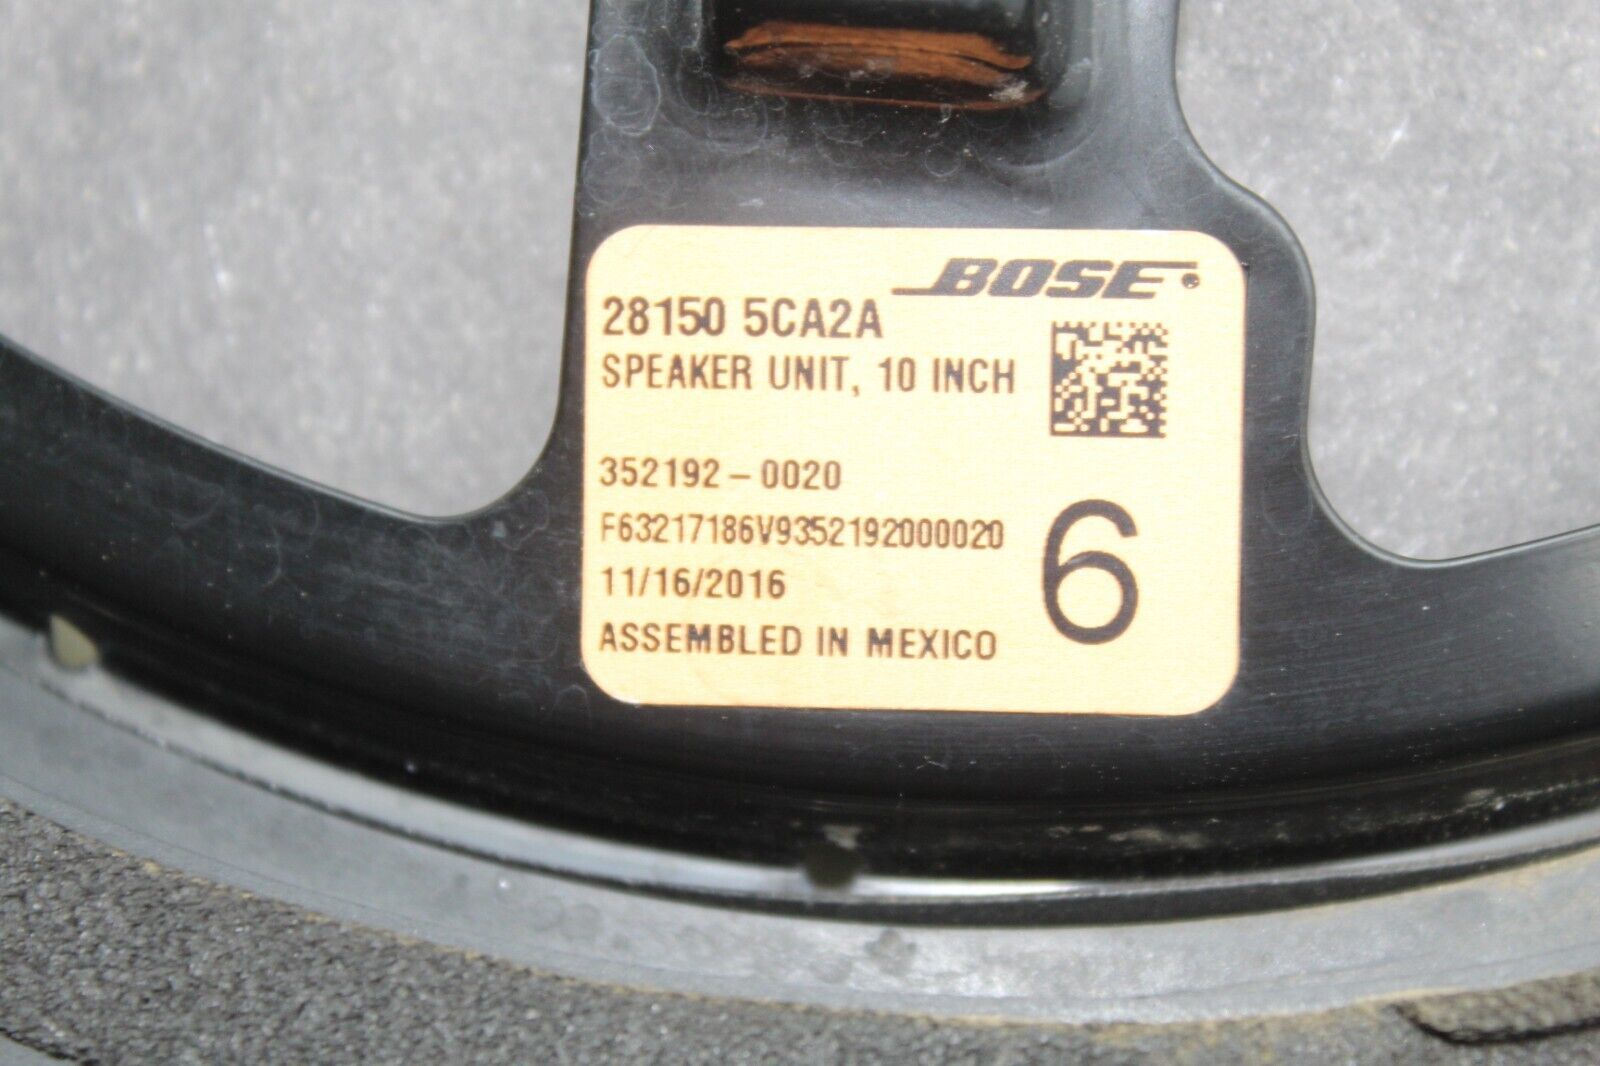 BOSE
28150 5CA2A
SPEAKER UNIT, 10 INCH
352192-0020
F63217186V9352192000020
11/16/2016
6
ASSEMBLED IN MEXICO